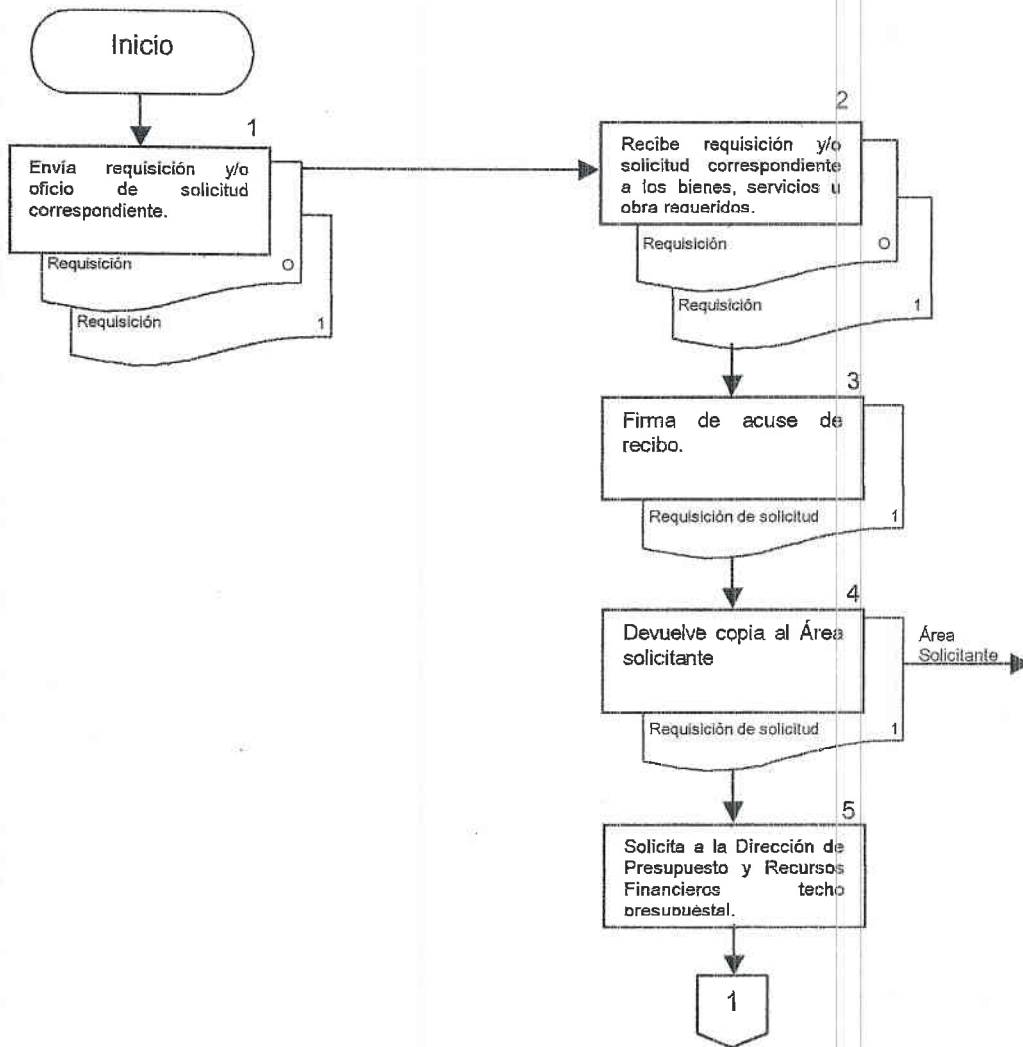 Inicio
1
Envía requisición y/o
oficio de solicitud
correspondiente.
Requisición O
Requisición 1
2
Recibe requisición y/o
solicitud correspondiente
a los bienes, servicios u
obra requeridos.
Requisición O
Requisición 1
3
Firma de acuse de
recibo.
Requisición de solicitud 1
4
Devuelve copia al Área
solicitante
Requisición de solicitud 1
Área
Solicitante
5
Solicita a la Dirección de
Presupuesto y Recursos
Financieros techo
presupuestal.
1